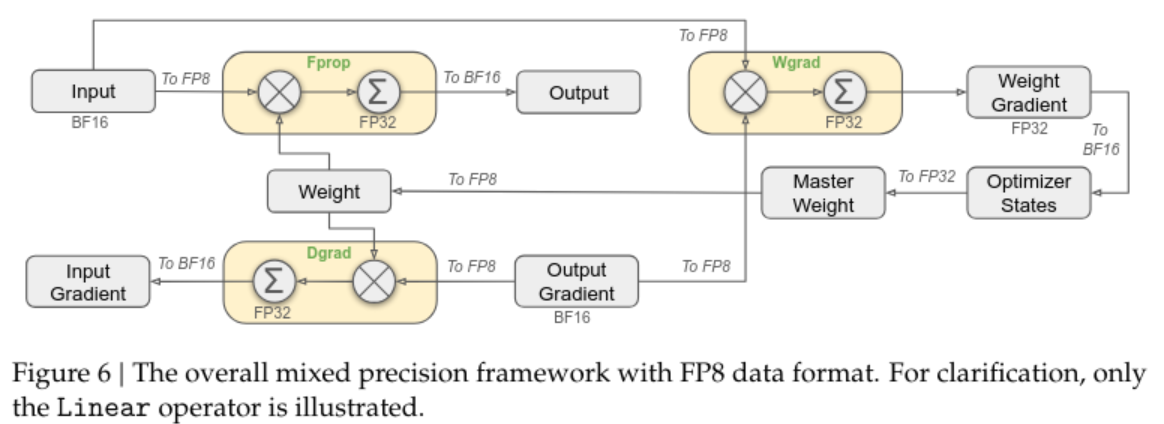 To FP8
Fprop
Wgrad
Input
To FP8
Σ
To BF16
Output
Σ
Weight
Gradient
BF16
FP32
FP32
FP32
To
BF16
Weight
To FP8
Master
Weight
To FP32
Optimizer
States
Dgrad
Input
Gradient
To BF16
Σ
To FP8
Output
Gradient
To FP8
FP32
BF16
Figure 6 | The overall mixed precision framework with FP8 data format. For clarification, only
the Linear operator is illustrated.